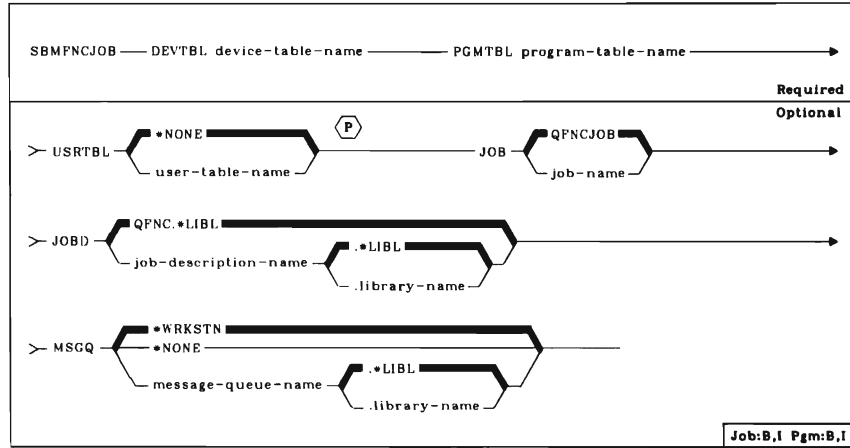 SBMFNCJOB DEVTBL device-table-name PGMTBL program-table-name
Required
Optional
*NONE P QFNCJOB
USRTBL JOB
user-table-name job-name
QFNC.*LIBL .*LIBL
JOBD
job-description-name
.library-name
*WRKSTN
MSGQ *NONE
.*LIBL
message-queue-name
.library-name
Job:B,I Pgm:B,I